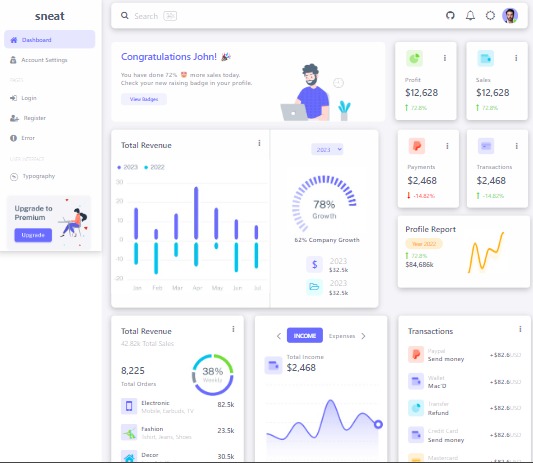 sneat
Search
Dashboard
Account Settings
PAGES
Login
Register
Error
Typography
Upgrade to
Premium
Upgrade
Congratulations John! 🎉
You have done 72% 🤩 more sales today.
Check your new raising badge in your profile.
View Badges
Profit
$12,628
72.8%
Sales
$12,628
72.8%
Total Revenue
2023
2022
30
20
10
0
-10
-20
Jan
Feb
Mar
Apr
May
Jun
Jul
2023
78%
Growth
62% Company Growth
2023
$32.5k
2023
$32.5k
Payments
$2,468
-14.82%
Transactions
$2,468
-14.82%
Profile Report
Year 2022
72.8%
$84,686k
Total Revenue
42.82k Total Sales
8,225
Total Orders
38%
Weekly
Electronic
Mobile, Earbuds, TV
82.5k
Fashion
Tshirt, Jeans, Shoes
23.5k
Decor
30.5k
INCOME
Expenses
Total Income
$2,468
Transactions
Paypal
Send money
+$82.6 USD
Wallet
Mac'D
+$82.6 USD
Transfer
Refund
+$82.6 USD
Credit Card
Send money
+$82.6 USD
Mastercard